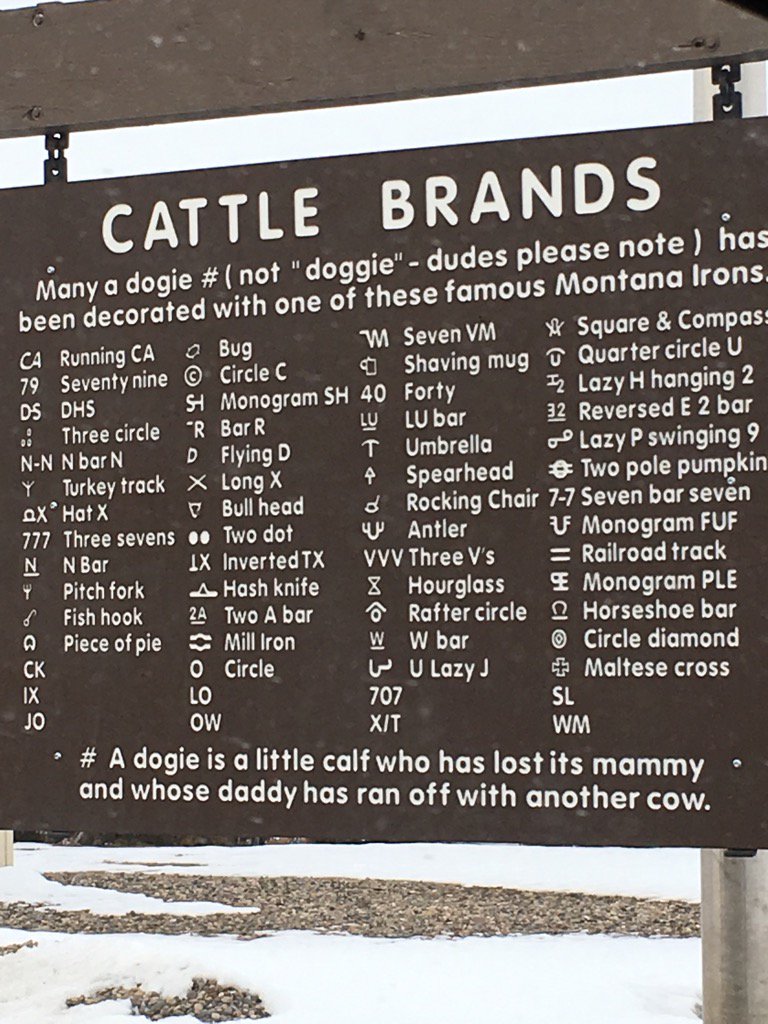 CATTLE BRANDS
Many a dogie # ( not "doggie" - dudes please note ) has
been decorated with one of these famous Montana Irons.
CA Running CA
79 Seventy nine
DS DHS
Three circle
N-N N bar N
Turkey track
X Hat X
777 Three sevens
N N Bar
Pitch fork
Fish hook
Piece of pie
CK
IX
JO
Bug
© Circle C
SH Monogram SH
-R Bar R
D Flying D
X Long X
Bull head
●● Two dot
IX Inverted TX
Hash knife
2A Two A bar
Mill Iron
O Circle
LO
OW
7M Seven VM
Shaving mug
40 Forty
LU LU bar
Umbrella
Spearhead
Rocking Chair
Antler
VVV Three V's
Hourglass
Rafter circle
W W bar
U Lazy J
707
X/T
Square & Compass
Quarter circle U
Lazy H hanging 2
32 Reversed E 2 bar
Lazy P swinging 9
Two pole pumpkin
7-7 Seven bar seven
Monogram FUF
Railroad track
Monogram PLE
Horseshoe bar
Circle diamond
Maltese cross
SL
WM
# A dogie is a little calf who has lost its mammy
and whose daddy has ran off with another cow.